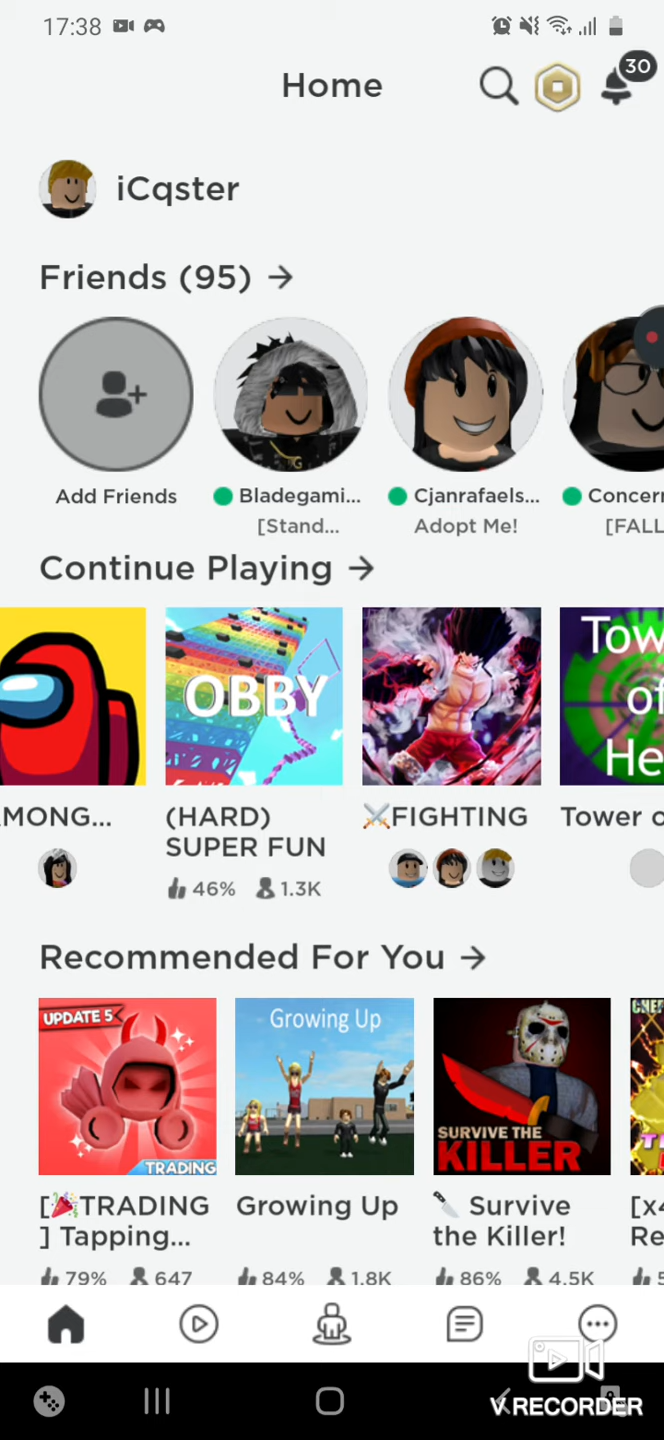 17:38
30
Home
iCqster
Friends (95) →
Add Friends
Bladegami...
[Stand...
Cjanrafaels...
Adopt Me!
Concern
[FALL
Continue Playing →
OBBY
Tow
of
He
MONG...
(HARD)
SUPER FUN
46% 1.3K
⚔️FIGHTING
Tower o
Recommended For You →
UPDATE 5
TRADING
Growing Up
SURVIVE THE
KILLER
[🎉TRADING
] Tapping...
79% 647
Growing Up
84% 1.8K
🔪 Survive
the Killer!
86% 4.5K
[x4
Re
V.RECORDER